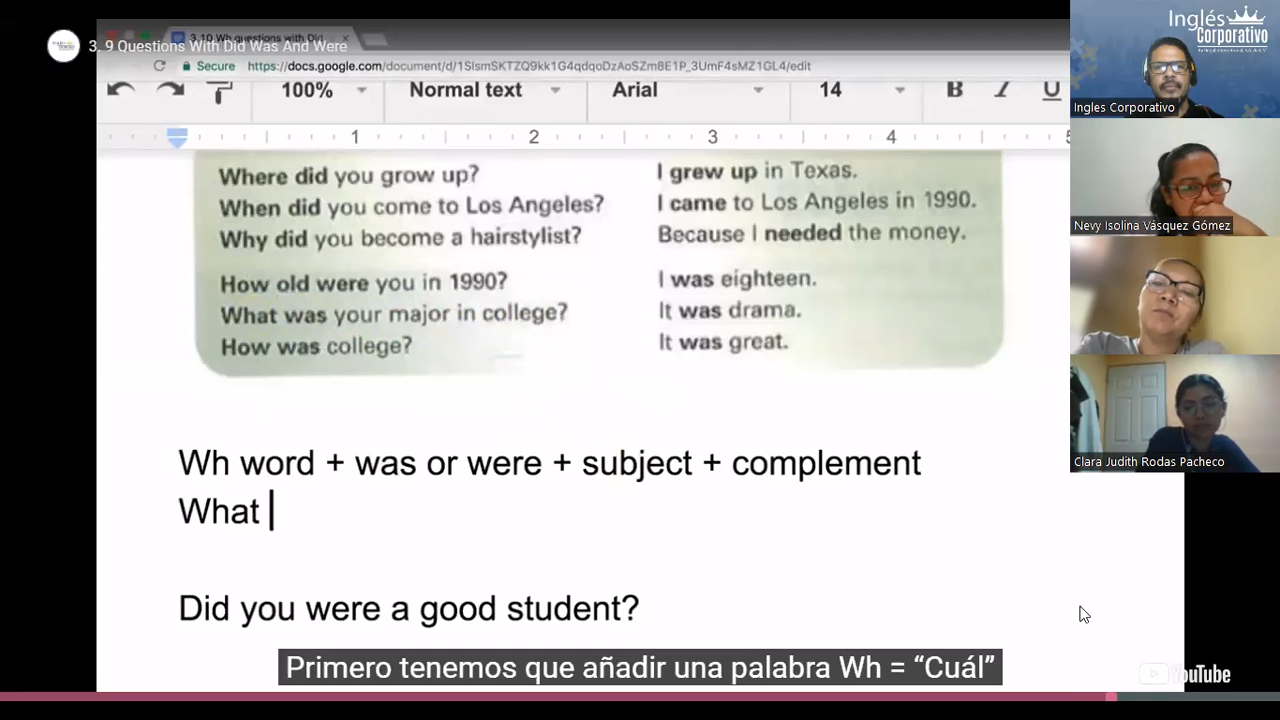 3. 9 Questions With Did Was And Were
Secure https://docs.google.com/document/d/
100% Normal text Arial 14 B I U
1 2 3 4
Where did you grow up? I grew up in Texas.
When did you come to Los Angeles? I came to Los Angeles in 1990.
Why did you become a hairstylist? Because I needed the money.
How old were you in 1990? I was eighteen.
What was your major in college? It was drama.
How was college? It was great.
Wh word + was or were + subject + complement
What
Did you were a good student?
Primero tenemos que añadir una palabra Wh = “Cuál”
YouTube
Inglés
Corporativo
Ingles Corporativo
Nevy Isolina Vásquez Gómez
Clara Judith Rodas Pacheco